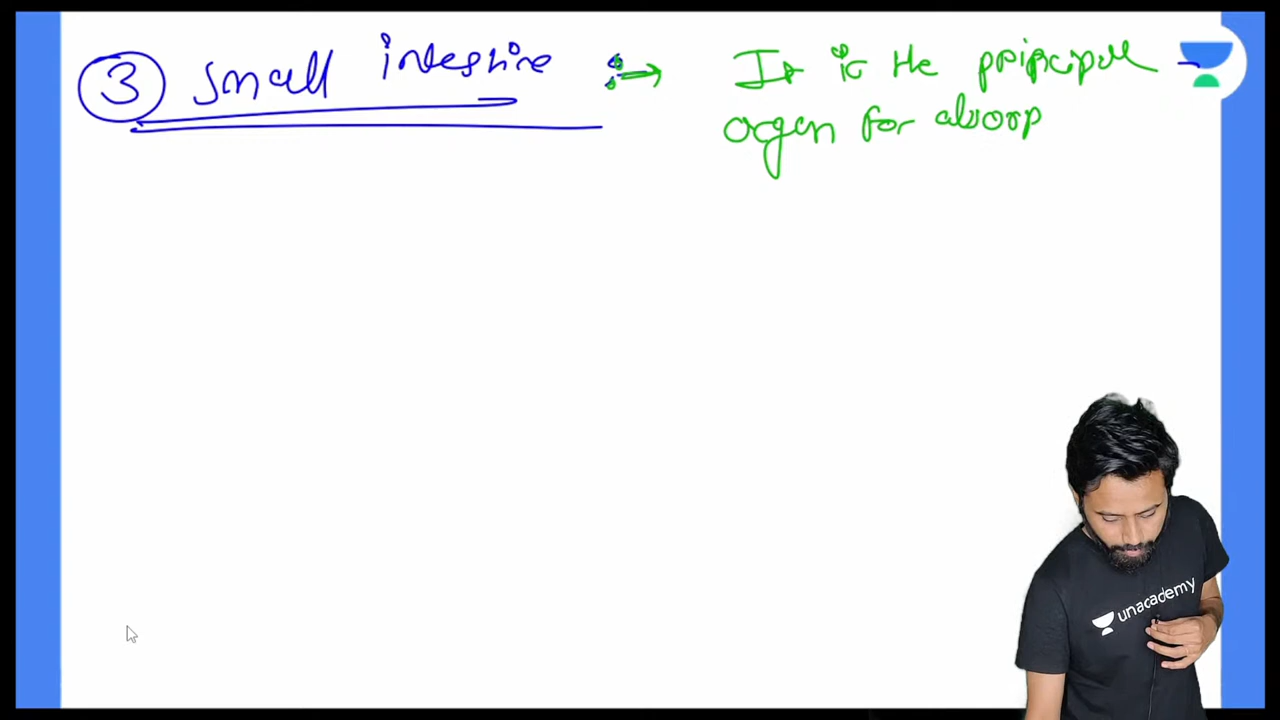 ③ Small intestine :→ It is the principal -
organ for absorp
unacademy